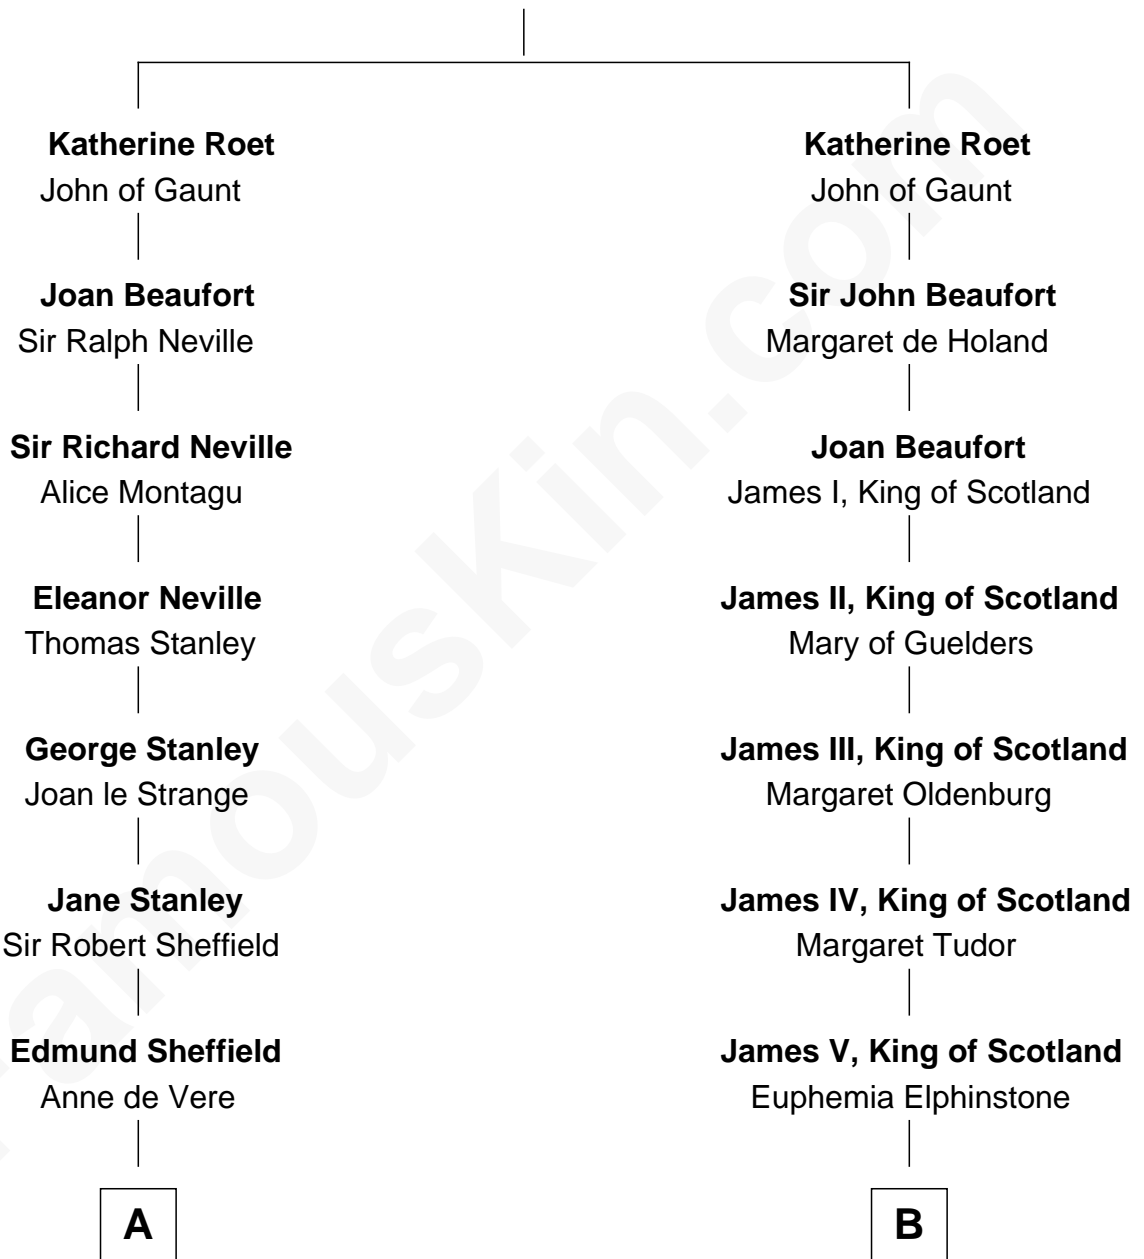 Katherine Roet
John of Gaunt
Joan Beaufort
Sir Ralph Neville
Sir Richard Neville
Alice Montagu
Eleanor Neville
Thomas Stanley
George Stanley
Joan le Strange
Jane Stanley
Sir Robert Sheffield
Edmund Sheffield
Anne de Vere
A
Katherine Roet
John of Gaunt
Sir John Beaufort
Margaret de Holand
Joan Beaufort
James I, King of Scotland
James II, King of Scotland
Mary of Guelders
James III, King of Scotland
Margaret Oldenburg
James IV, King of Scotland
Margaret Tudor
James V, King of Scotland
Euphemia Elphinstone
B
FamousKin.com